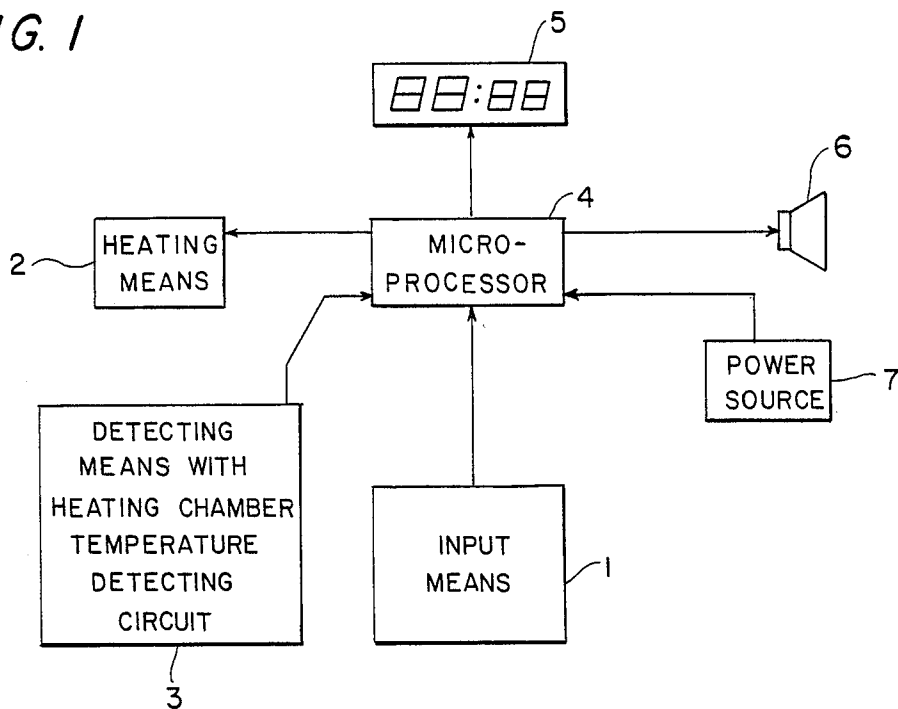 FIG. 1
5
88:88
6
4
HEATING
MEANS
2
MICRO-
PROCESSOR
POWER
SOURCE
7
DETECTING
MEANS WITH
HEATING CHAMBER
TEMPERATURE
DETECTING
CIRCUIT
3
INPUT
MEANS
1